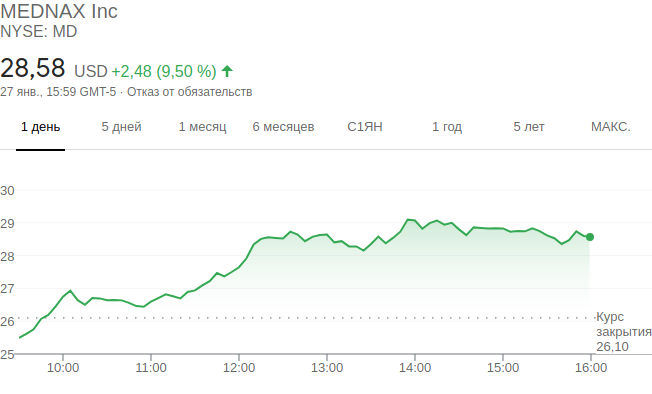 MEDNAX Inc
NYSE: MD
28,58 USD +2,48 (9,50 %)
27 янв., 15:59 GMT-5 · Отказ от обязательств
1 день 5 дней 1 месяц 6 месяцев С1ЯН 1 год 5 лет МАКС.
30
29
28
27
26
25
Курс
закрытия
26,10
10:00 11:00 12:00 13:00 14:00 15:00 16:00